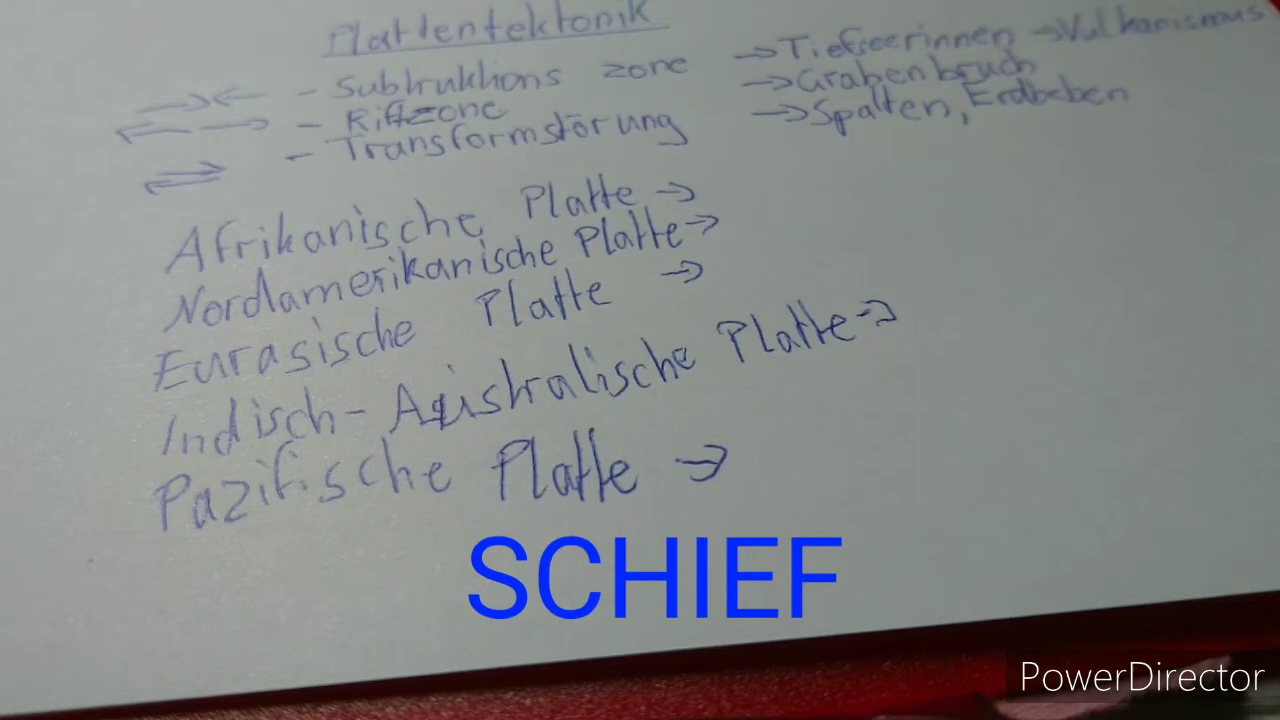 Plattentektonik
→← - Subtruktions zone → Tiefseerinnen → Vulkanismus
← → - Riftzone → Grabenbruch
⇌ - Transformstörung → Spalten, Erdbeben
Afrikanische Platte →
Nordamerikanische Platte →
Eurasische Platte →
Indisch-Australische Platte →
Pazifische Platte →
SCHIEF
PowerDirector